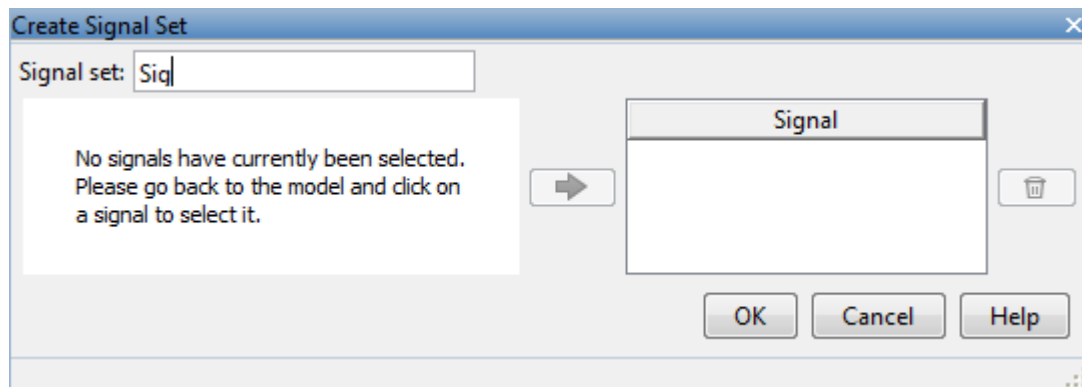 Create Signal Set
Signal set: Sig
No signals have currently been selected.
Please go back to the model and click on
a signal to select it.
Signal
OK Cancel Help